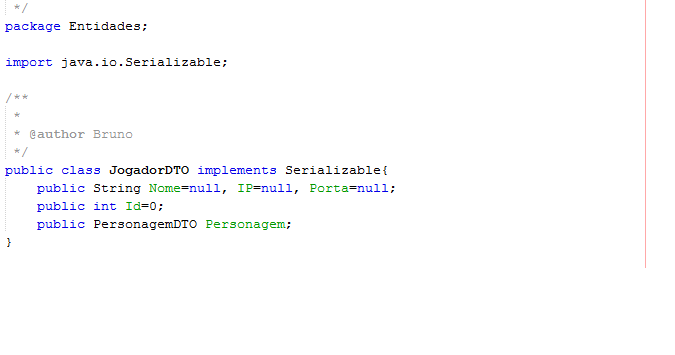 */
package Entidades;
import java.io.Serializable;
/**
*
* @author Bruno
*/
public class JogadorDTO implements Serializable{
public String Nome=null, IP=null, Porta=null;
public int Id=0;
public PersonagemDTO Personagem;
}